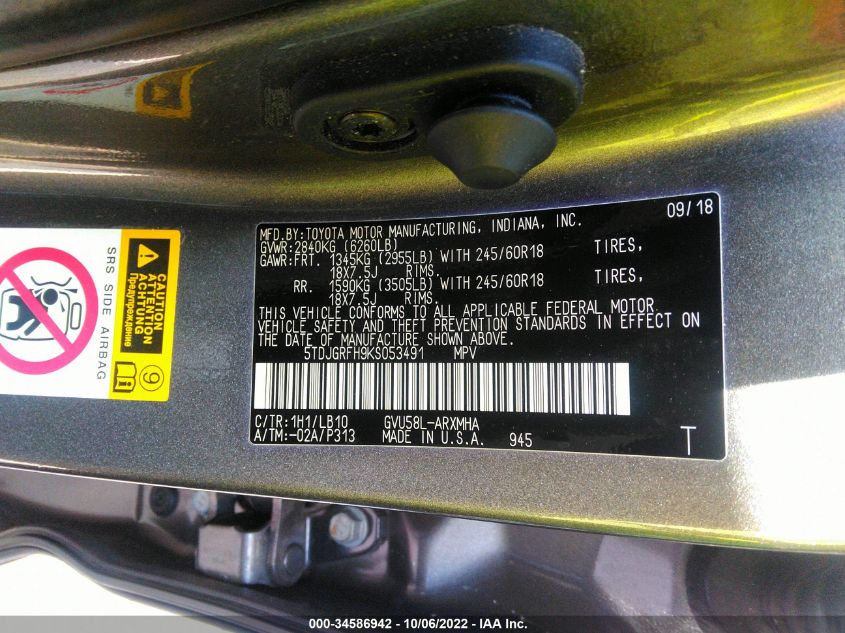 SRS SIDE AIRBAG
CAUTION
ATTENTION
ACHTUNG
Предупреждение
9
09/18
MFD.BY:TOYOTA MOTOR MANUFACTURING, INDIANA, INC.
GVWR:2840KG (6260LB)
GAWR:FRT. 1345KG (2955LB) WITH 245/60R18 TIRES,
18X7.5J RIMS.
RR. 1590KG (3505LB) WITH 245/60R18 TIRES,
18X7.5J RIMS.
THIS VEHICLE CONFORMS TO ALL APPLICABLE FEDERAL MOTOR
VEHICLE SAFETY AND THEFT PREVENTION STANDARDS IN EFFECT ON
THE DATE OF MANUFACTURE SHOWN ABOVE.
5TDJGRFH9KS053491 MPV
C/TR:1H1/LB10 GVU58L-ARXMHA
A/TM:-02A/P313 MADE IN U.S.A. 945
T
000-34586942 - 10/06/2022 - IAA Inc.